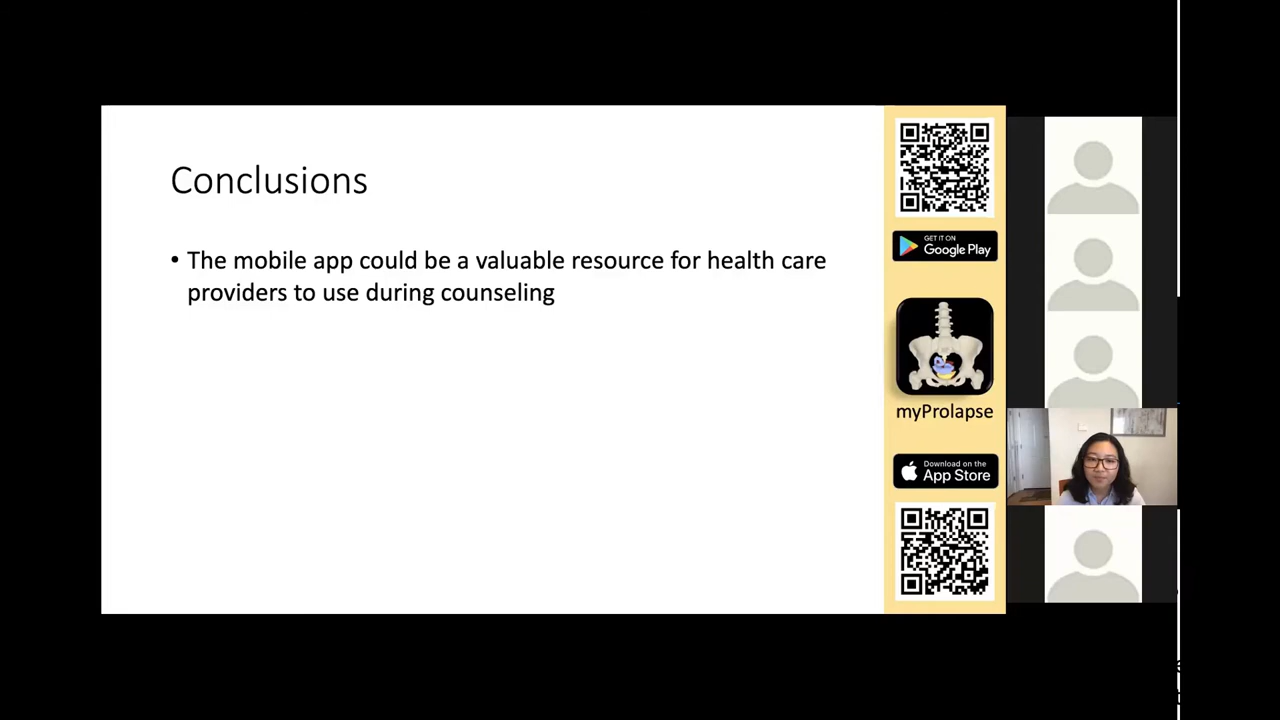 Conclusions
• The mobile app could be a valuable resource for health care
providers to use during counseling
GET IT ON
Google Play
myProlapse
Download on the
App Store